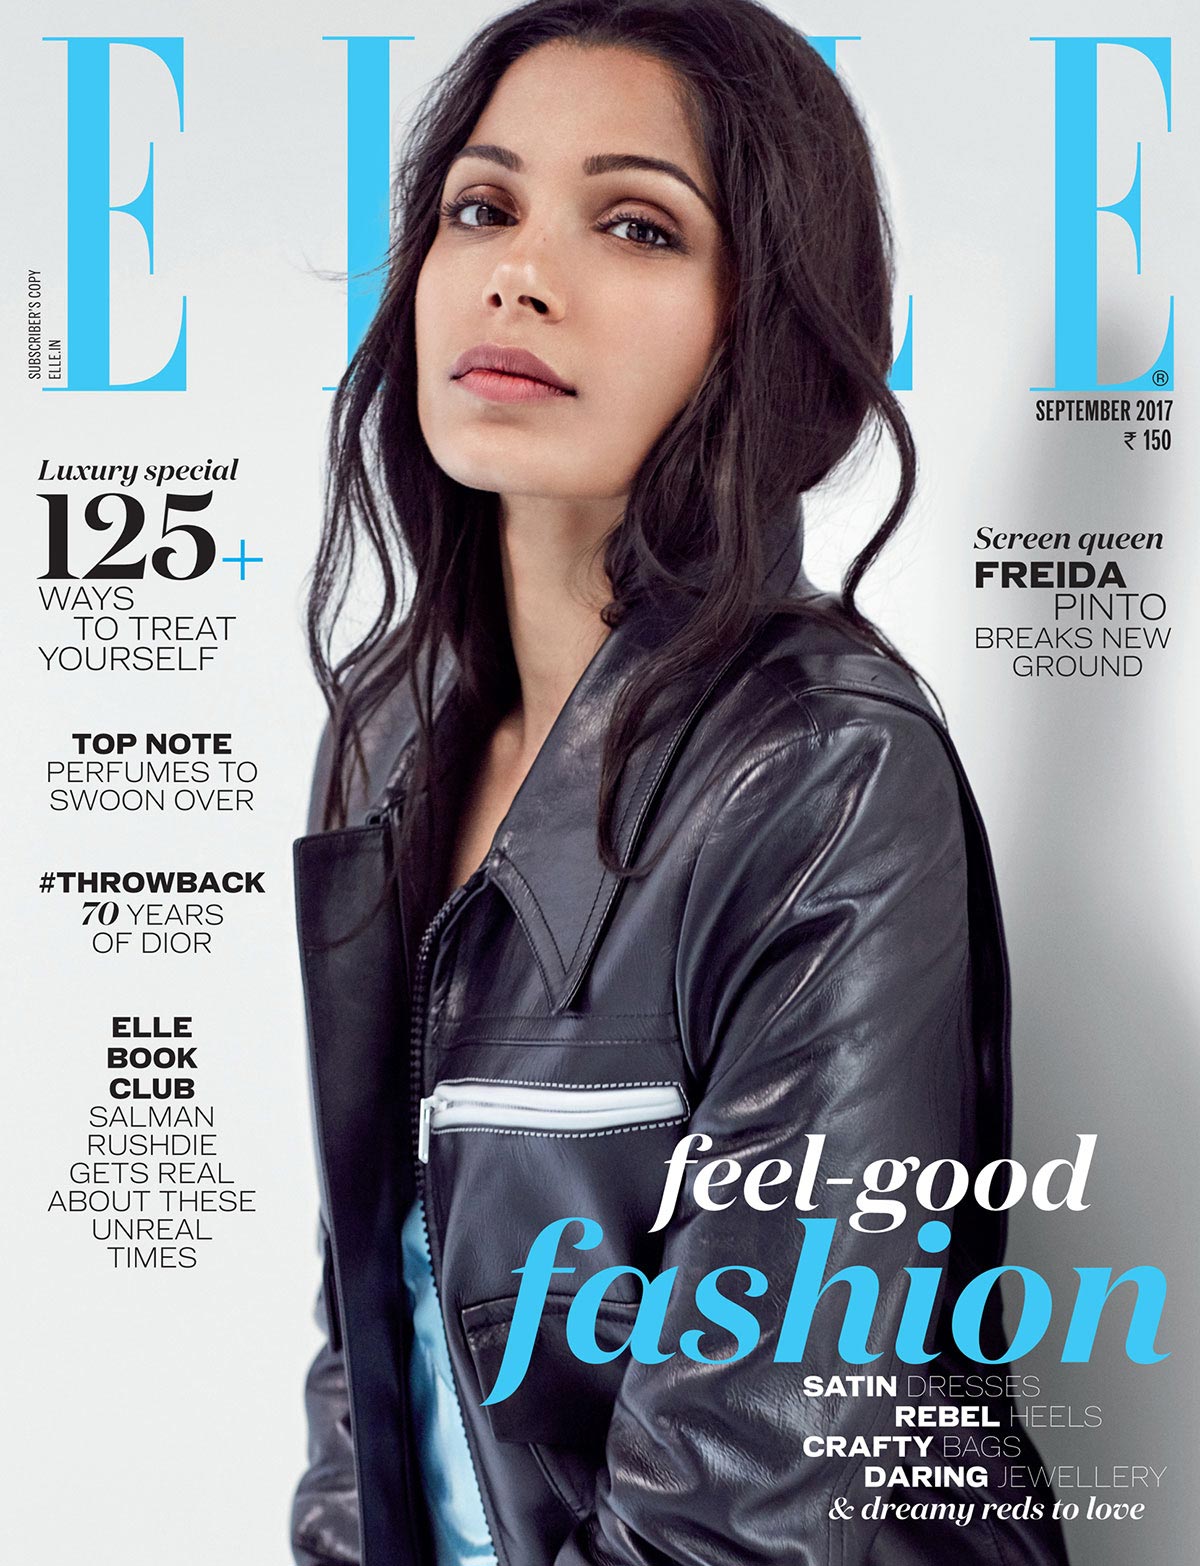 ELLE
SUBSCRIBER'S COPY
ELLE.IN
®
SEPTEMBER 2017
₹ 150
Luxury special
125+
WAYS
TO TREAT
YOURSELF
TOP NOTE
PERFUMES TO
SWOON OVER
#THROWBACK
70 YEARS
OF DIOR
ELLE
BOOK
CLUB
SALMAN
RUSHDIE
GETS REAL
ABOUT THESE
UNREAL
TIMES
Screen queen
FREIDA
PINTO
BREAKS NEW
GROUND
feel-good
fashion
SATIN DRESSES
REBEL HEELS
CRAFTY BAGS
DARING JEWELLERY
& dreamy reds to love